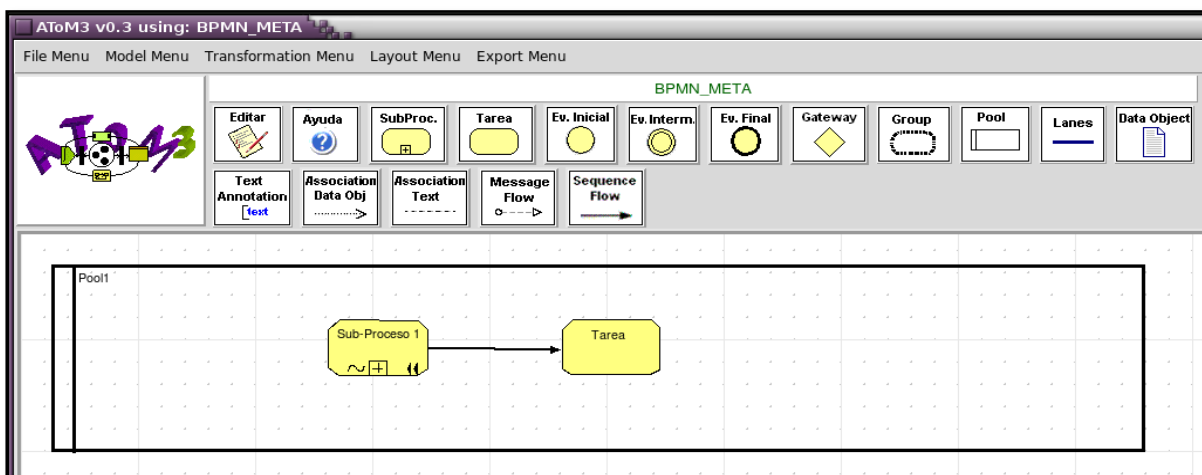 AToM3 v0.3 using: BPMN_META
File Menu Model Menu Transformation Menu Layout Menu Export Menu
BPMN_META
AToM3
Editar
Ayuda
SubProc.
Tarea
Ev. Inicial
Ev. Interm.
Ev. Final
Gateway
Group
Pool
Lanes
Data Object
Text
Annotation
[text
Association
Data Obj
Association
Text
Message
Flow
Sequence
Flow
Pool1
Sub-Proceso 1
Tarea